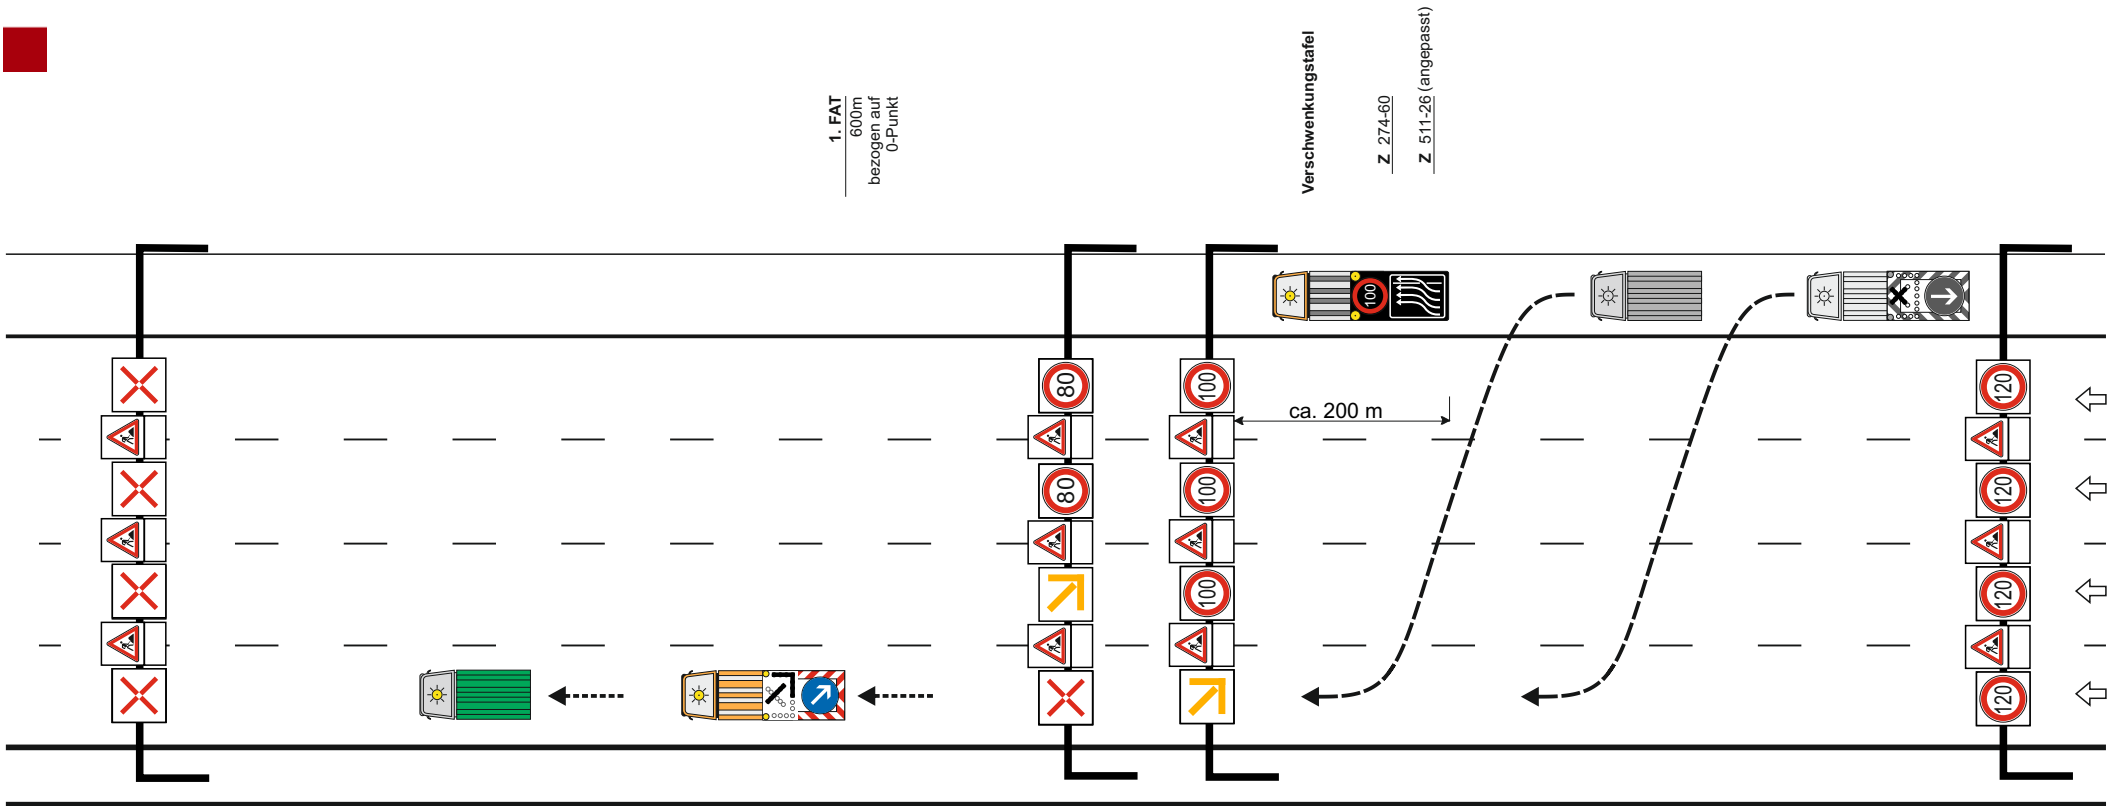 1. FAT
600m
bezogen auf
0-Punkt
Verschwenkungstafel
Z 274-60
Z 511-26 (angepasst)
100
80
100
120
ca. 200 m
80
100
120
100
120
120